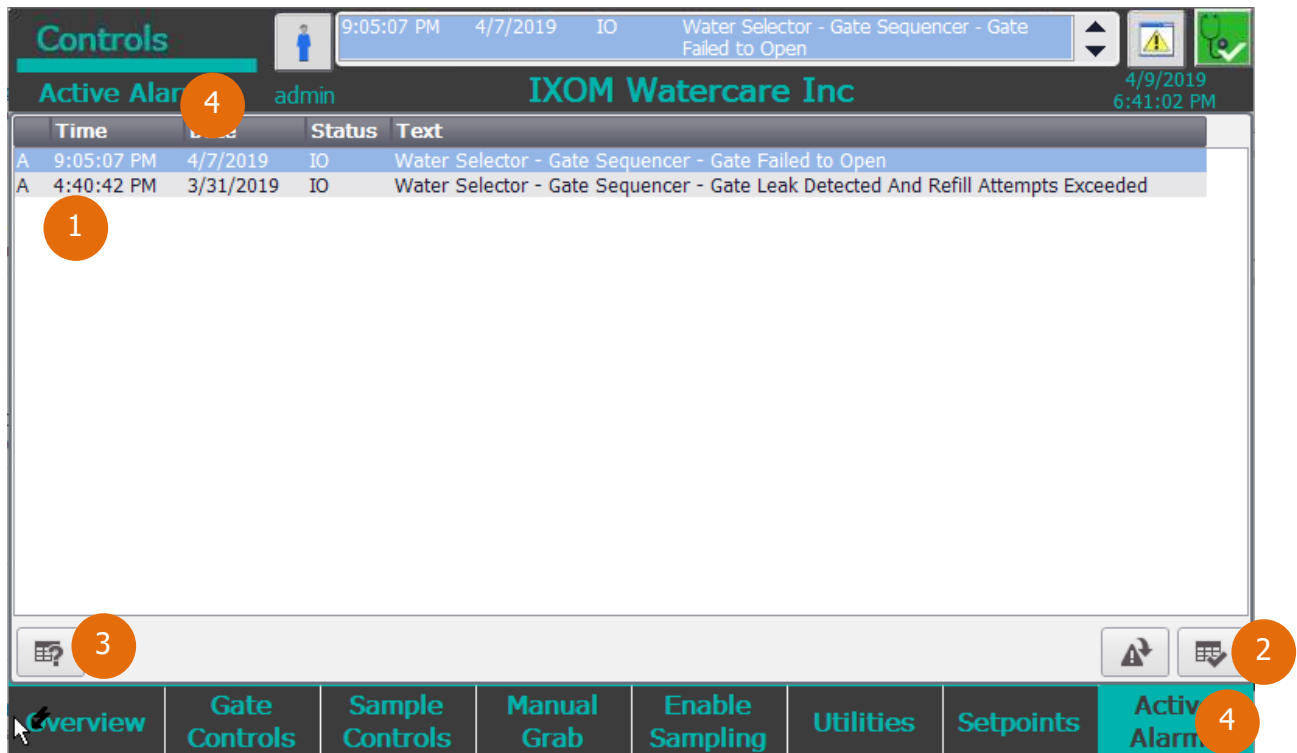 Controls
9:05:07 PM 4/7/2019 IO Water Selector - Gate Sequencer - Gate
Failed to Open
Active Alar
4
admin
IXOM Watercare Inc
4/9/2019
6:41:02 PM
Time Date Status Text
A 9:05:07 PM 4/7/2019 IO Water Selector - Gate Sequencer - Gate Failed to Open
A 4:40:42 PM 3/31/2019 IO Water Selector - Gate Sequencer - Gate Leak Detected And Refill Attempts Exceeded
1
3
2
Overview
Gate
Controls
Sample
Controls
Manual
Grab
Enable
Sampling
Utilities
Setpoints
Activ
Alarm
4